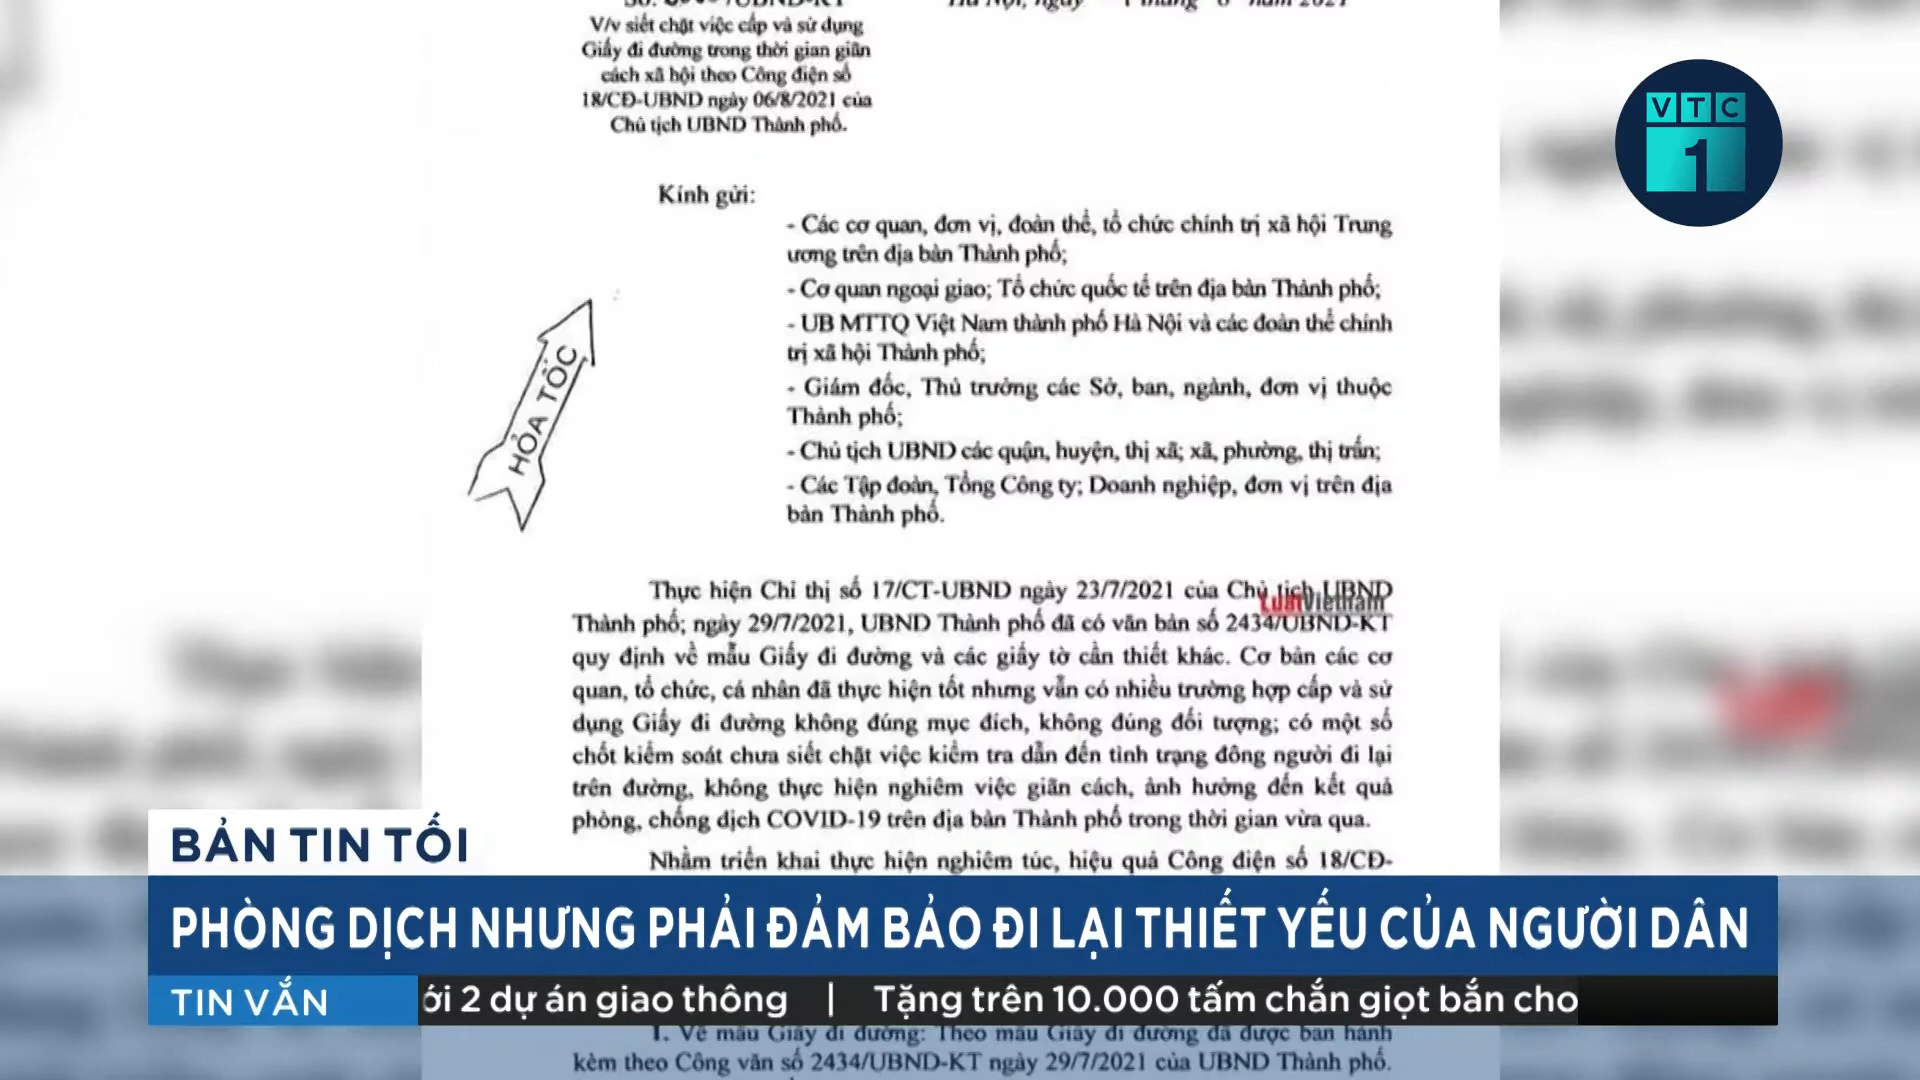 V/v siết chặt việc cấp và sử dụng
Giấy đi đường trong thời gian giãn
cách xã hội theo Công điện số
18/CĐ-UBND ngày 06/8/2021 của
Chủ tịch UBND Thành phố.
VTC
1
Kính gửi:
- Các cơ quan, đơn vị, đoàn thể, tổ chức chính trị xã hội Trung
ương trên địa bàn Thành phố;
- Cơ quan ngoại giao; Tổ chức quốc tế trên địa bàn Thành phố;
- UB MTTQ Việt Nam thành phố Hà Nội và các đoàn thể chính
trị xã hội Thành phố;
- Giám đốc, Thủ trưởng các Sở, ban, ngành, đơn vị thuộc
Thành phố;
- Chủ tịch UBND các quận, huyện, thị xã; xã, phường, thị trấn;
- Các Tập đoàn, Tổng Công ty; Doanh nghiệp, đơn vị trên địa
bàn Thành phố.
HỎA TỐC
Thực hiện Chỉ thị số 17/CT-UBND ngày 23/7/2021 của Chủ tịch UBND
LuatVietnam
Thành phố; ngày 29/7/2021, UBND Thành phố đã có văn bản số 2434/UBND-KT
quy định về mẫu Giấy đi đường và các giấy tờ cần thiết khác. Cơ bản các cơ
quan, tổ chức, cá nhân đã thực hiện tốt nhưng vẫn có nhiều trường hợp cấp và sử
dụng Giấy đi đường không đúng mục đích, không đúng đối tượng; có một số
chốt kiểm soát chưa siết chặt việc kiểm tra dẫn đến tình trạng đông người đi lại
trên đường, không thực hiện nghiêm việc giãn cách, ảnh hưởng đến kết quả
phòng, chống dịch COVID-19 trên địa bàn Thành phố trong thời gian vừa qua.
Nhằm triển khai thực hiện nghiêm túc, hiệu quả Công điện số 18/CĐ-
BẢN TIN TỐI
PHÒNG DỊCH NHƯNG PHẢI ĐẢM BẢO ĐI LẠI THIẾT YẾU CỦA NGƯỜI DÂN
TIN VẮN
ới 2 dự án giao thông | Tặng trên 10.000 tấm chắn giọt bắn cho
1. Về mẫu Giấy đi đường: Theo mẫu Giấy đi đường đã được ban hành
kèm theo Công văn số 2434/UBND-KT ngày 29/7/2021 của UBND Thành phố.